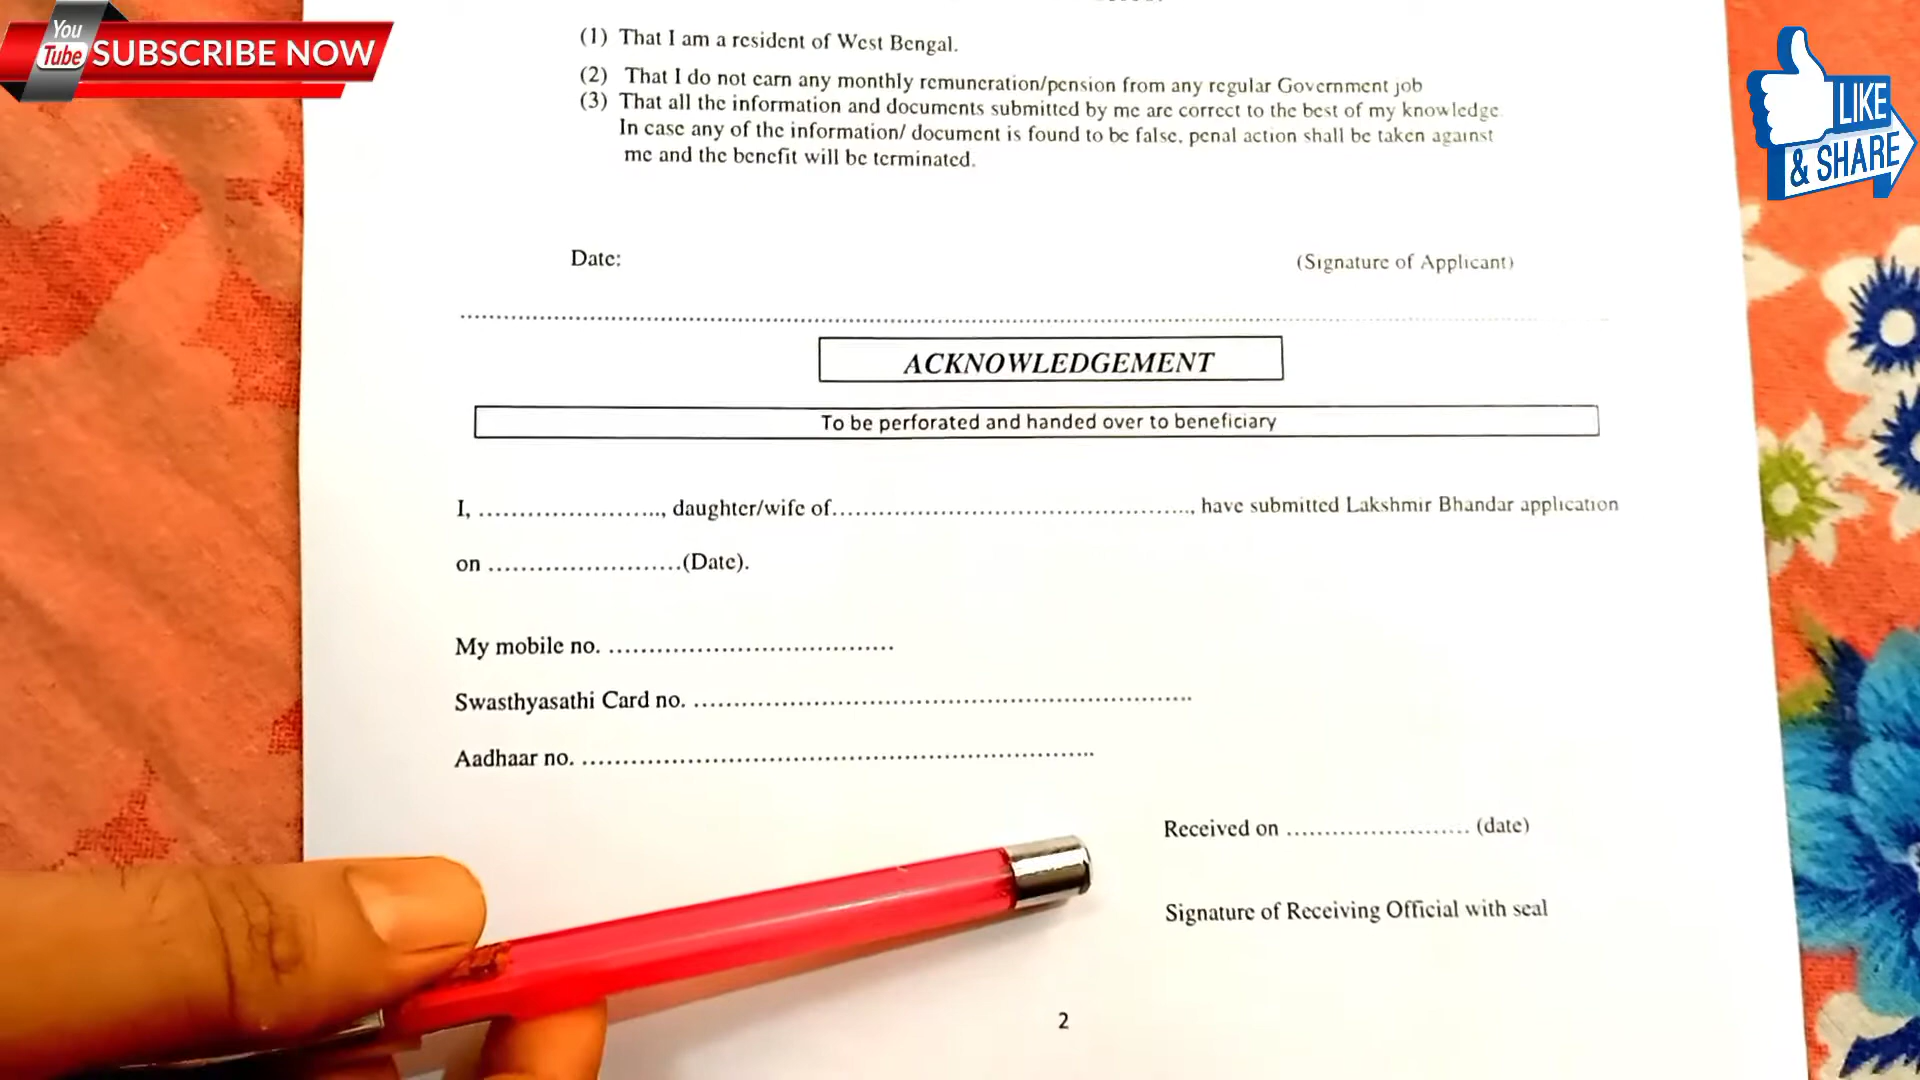 You
Tube
SUBSCRIBE NOW
LIKE
& SHARE
(1) That I am a resident of West Bengal.
(2) That I do not earn any monthly remuneration/pension from any regular Government job
(3) That all the information and documents submitted by me are correct to the best of my knowledge.
In case any of the information/ document is found to be false, penal action shall be taken against
me and the benefit will be terminated.
Date:
(Signature of Applicant)
ACKNOWLEDGEMENT
To be perforated and handed over to beneficiary
I, ........................, daughter/wife of............................................., have submitted Lakshmir Bhandar application
on ........................(Date).
My mobile no. ...................................
Swasthyasathi Card no. .............................................................
Aadhaar no. ...............................................................
Received on ....................... (date)
Signature of Receiving Official with seal
2